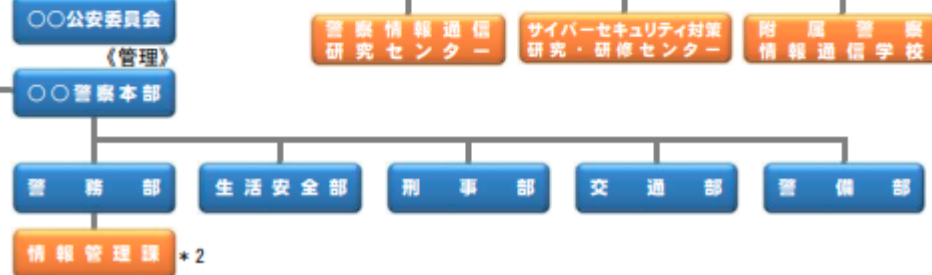 〇〇公安委員会
《管理》
〇〇警察本部
警察情報通信
研究センター
サイバーセキュリティ対策
研究・研修センター
附属警察
情報通信学校
警務部
生活安全部
刑事部
交通部
警備部
情報管理課
*2